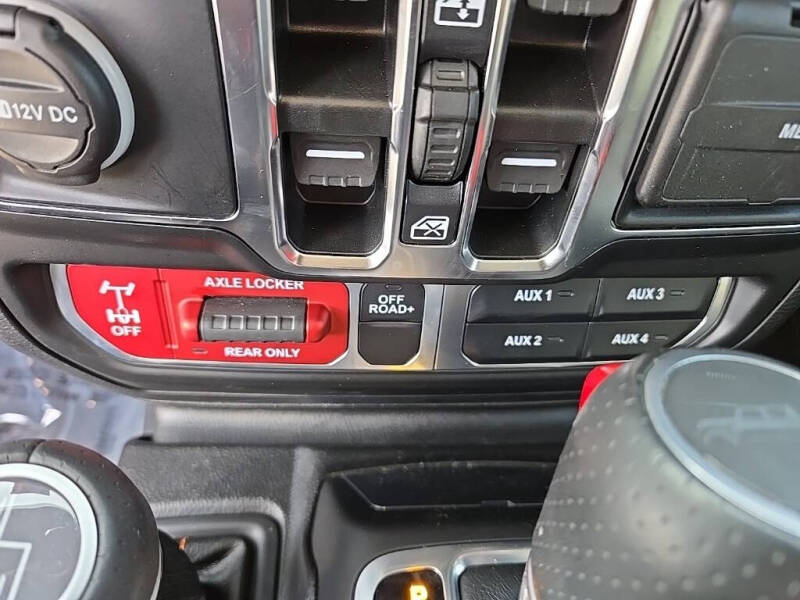 12V DC
AXLE LOCKER
OFF
REAR ONLY
OFF
ROAD+
AUX 1
AUX 3
AUX 2
AUX 4